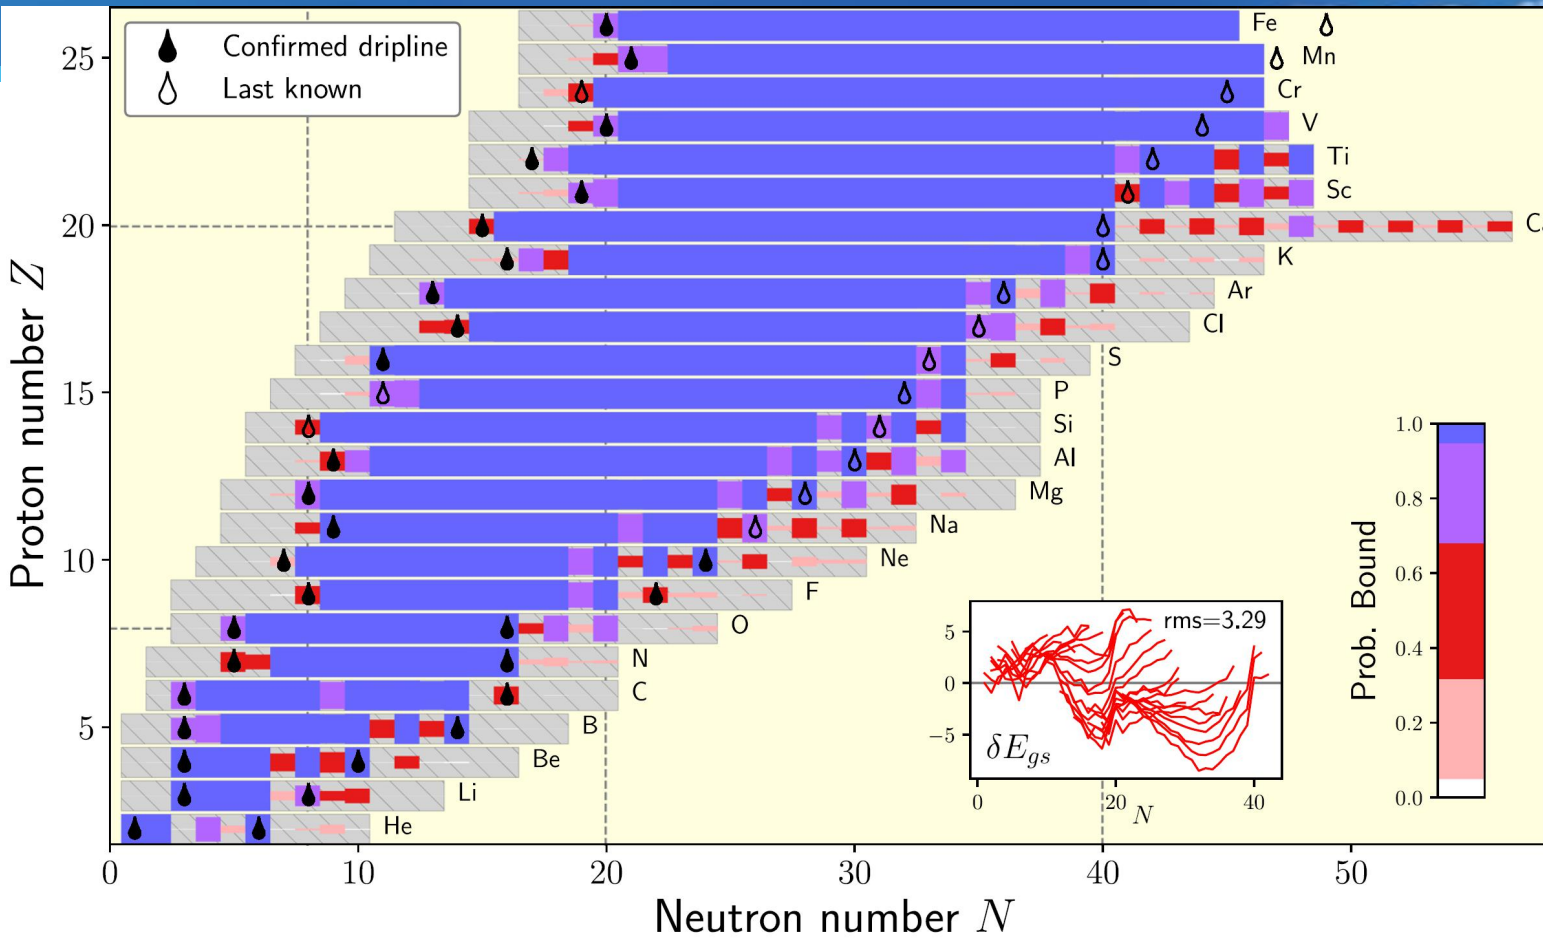 Confirmed dripline
Last known
Fe
Mn
Cr
V
Ti
Sc
K
Ar
Cl
S
P
Si
Al
Mg
Na
Ne
F
O
N
C
B
Be
Li
He
25
20
15
10
5
Proton number Z
0
10
20
30
40
50
Neutron number N
rms=3.29
5
0
−5
δE_gs
0
20
40
N
Prob. Bound
1.0
0.8
0.6
0.4
0.2
0.0